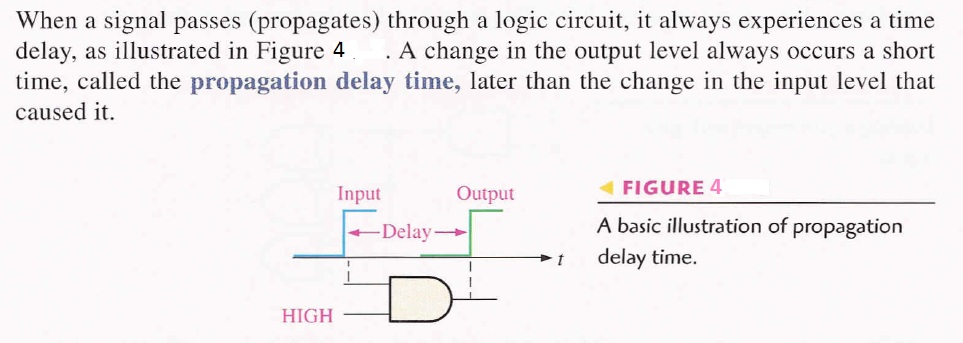 When a signal passes (propagates) through a logic circuit, it always experiences a time
delay, as illustrated in Figure 4 . . A change in the output level always occurs a short
time, called the propagation delay time, later than the change in the input level that
caused it.
Input
Output
Delay
t
HIGH
FIGURE 4
A basic illustration of propagation
delay time.